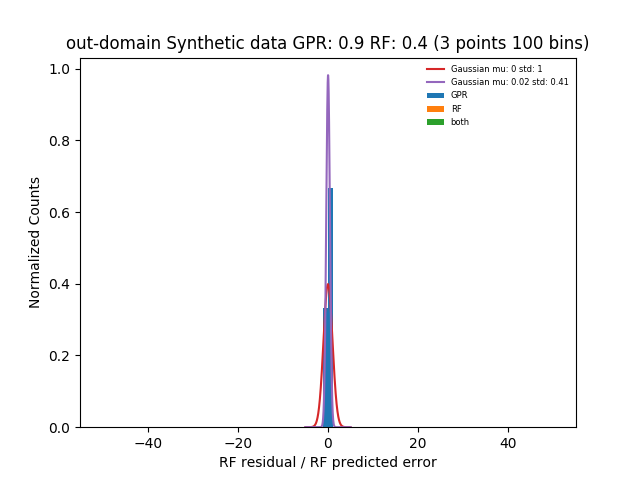 out-domain Synthetic data GPR: 0.9 RF: 0.4 (3 points 100 bins)
Gaussian mu: 0 std: 1
Gaussian mu: 0.02 std: 0.41
GPR
RF
both
Normalized Counts
1.0
0.8
0.6
0.4
0.2
0.0
−40
−20
0
20
40
RF residual / RF predicted error